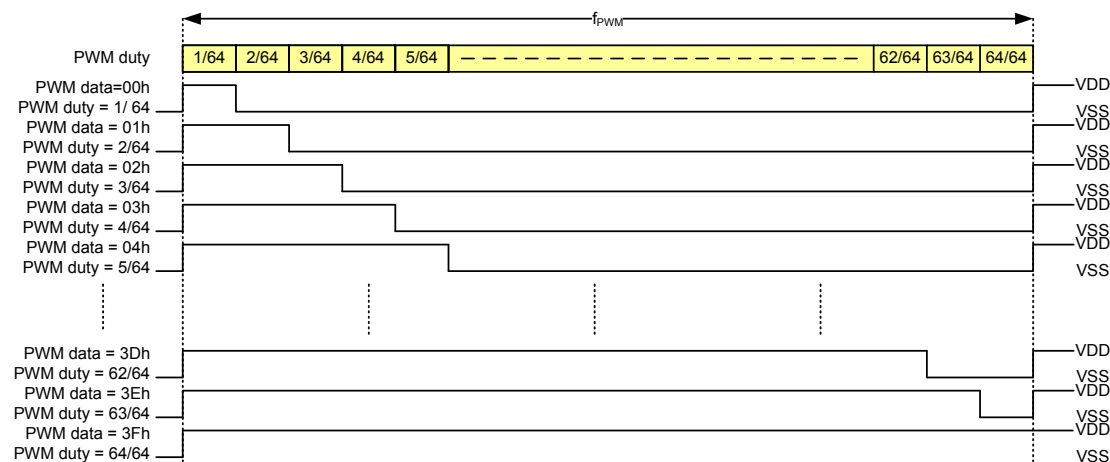 fPWM
PWM duty 1/64 2/64 3/64 4/64 5/64 62/64 63/64 64/64
PWM data=00h VDD
PWM duty = 1/ 64 VSS
PWM data = 01h VDD
PWM duty = 2/64 VSS
PWM data = 02h VDD
PWM duty = 3/64 VSS
PWM data = 03h VDD
PWM duty = 4/64 VSS
PWM data = 04h VDD
PWM duty = 5/64 VSS
PWM data = 3Dh VDD
PWM duty = 62/64 VSS
PWM data = 3Eh VDD
PWM duty = 63/64 VSS
PWM data = 3Fh VDD
PWM duty = 64/64 VSS